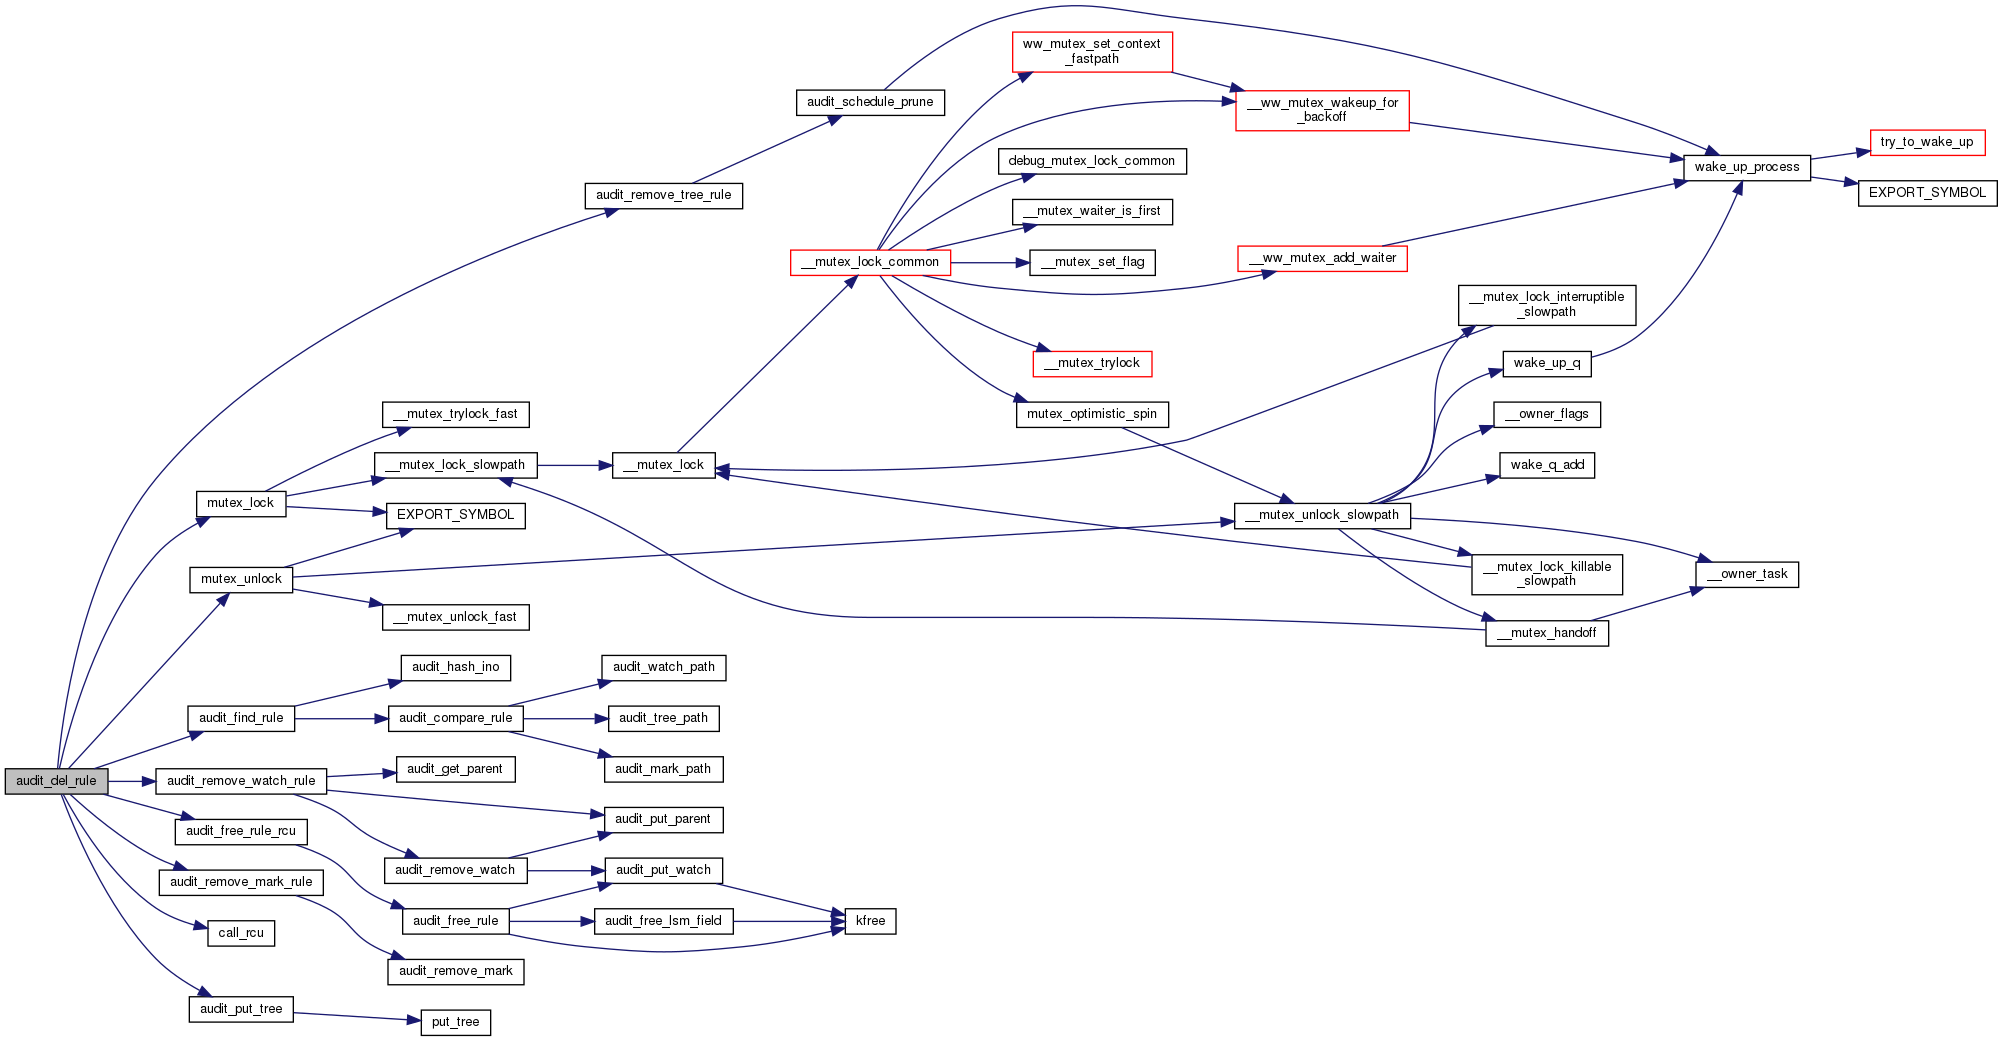 ww_mutex_set_context
_fastpath
audit_schedule_prune
__ww_mutex_wakeup_for
_backoff
try_to_wake_up
debug_mutex_lock_common
wake_up_process
audit_remove_tree_rule
EXPORT_SYMBOL
__mutex_waiter_is_first
__mutex_lock_common
__mutex_set_flag
__ww_mutex_add_waiter
__mutex_lock_interruptible
_slowpath
__mutex_trylock
wake_up_q
__mutex_trylock_fast
mutex_optimistic_spin
__owner_flags
__mutex_lock_slowpath
__mutex_lock
wake_q_add
mutex_lock
EXPORT_SYMBOL
__mutex_unlock_slowpath
mutex_unlock
__mutex_lock_killable
_slowpath
__owner_task
__mutex_unlock_fast
__mutex_handoff
audit_hash_ino
audit_watch_path
audit_find_rule
audit_compare_rule
audit_tree_path
audit_del_rule
audit_remove_watch_rule
audit_get_parent
audit_mark_path
audit_free_rule_rcu
audit_put_parent
audit_remove_mark_rule
audit_remove_watch
audit_put_watch
call_rcu
audit_free_rule
audit_free_lsm_field
kfree
audit_remove_mark
audit_put_tree
put_tree